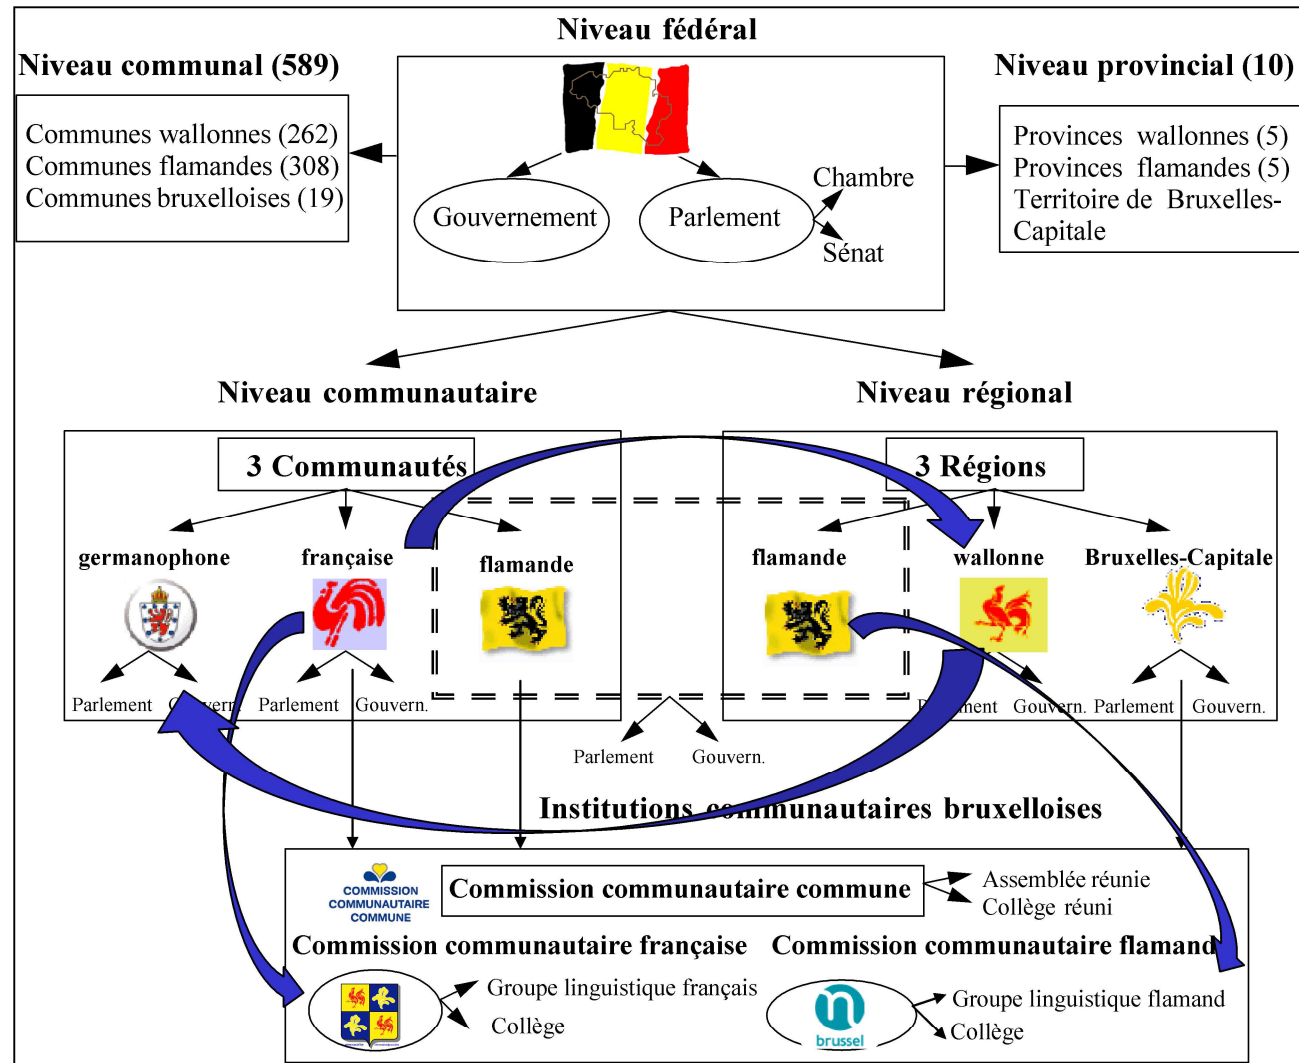 Niveau fédéral
Niveau communal (589)
Niveau provincial (10)
Communes wallonnes (262)
Communes flamandes (308)
Communes bruxelloises (19)
Provinces wallonnes (5)
Provinces flamandes (5)
Territoire de Bruxelles-
Capitale
Gouvernement
Parlement
Chambre
Sénat
Niveau communautaire
Niveau régional
3 Communautés
3 Régions
germanophone
française
flamande
flamande
wallonne
Bruxelles-Capitale
Parlement
Parlement
Gouvern.
Gouvern.
Parlement
Gouvern.
Parlement
Gouvern.
Institutions communautaires bruxelloises
COMMISSION
COMMUNAUTAIRE
COMMUNE
Commission communautaire commune
Assemblée réunie
Collège réuni
Commission communautaire française
Commission communautaire flamand
Groupe linguistique français
Collège
n
brussel
Groupe linguistique flamand
Collège